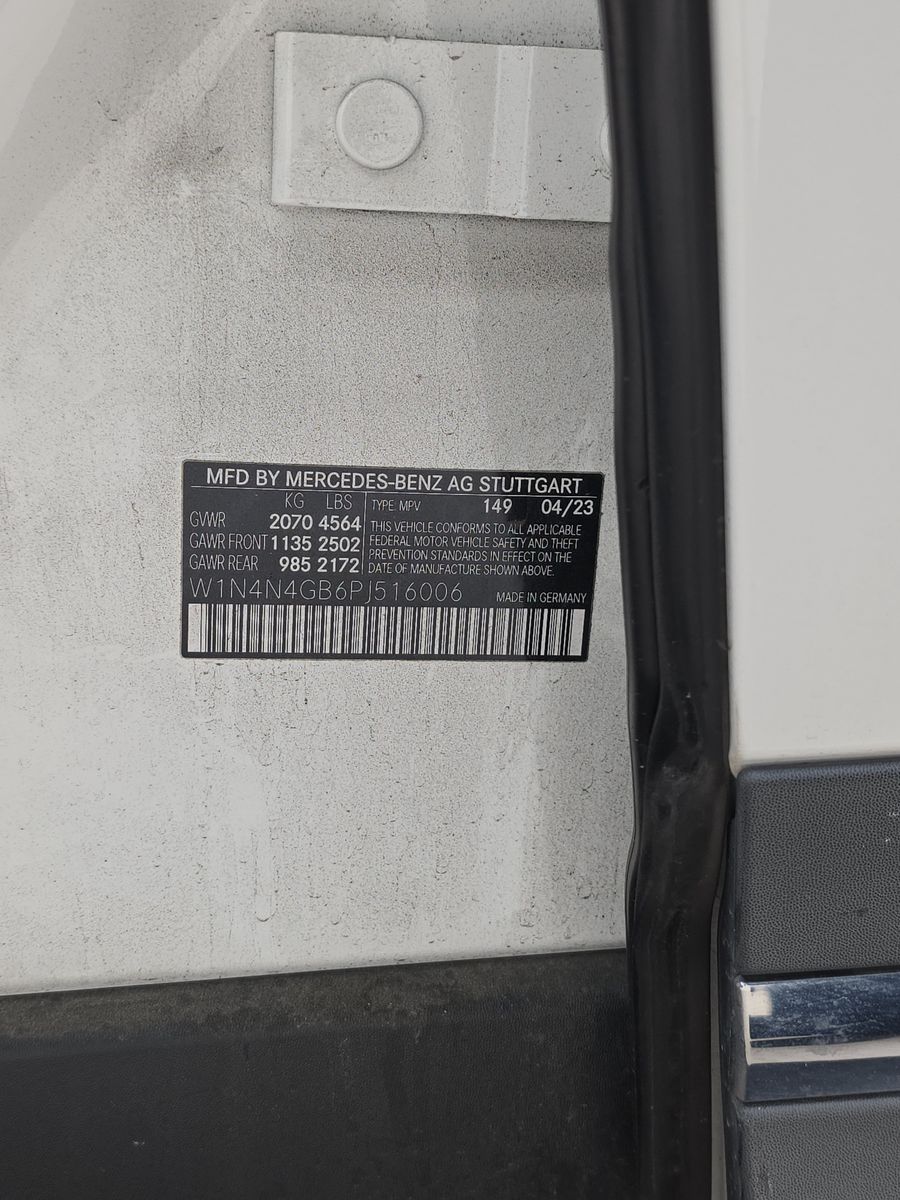 MFD BY MERCEDES-BENZ AG STUTTGART
KG LBS
GVWR 2070 4564
GAWR FRONT 1135 2502
GAWR REAR 985 2172
TYPE: MPV 149 04/23
THIS VEHICLE CONFORMS TO ALL APPLICABLE
FEDERAL MOTOR VEHICLE SAFETY AND THEFT
PREVENTION STANDARDS IN EFFECT ON THE
DATE OF MANUFACTURE SHOWN ABOVE.
W1N4N4GB6PJ516006 MADE IN GERMANY